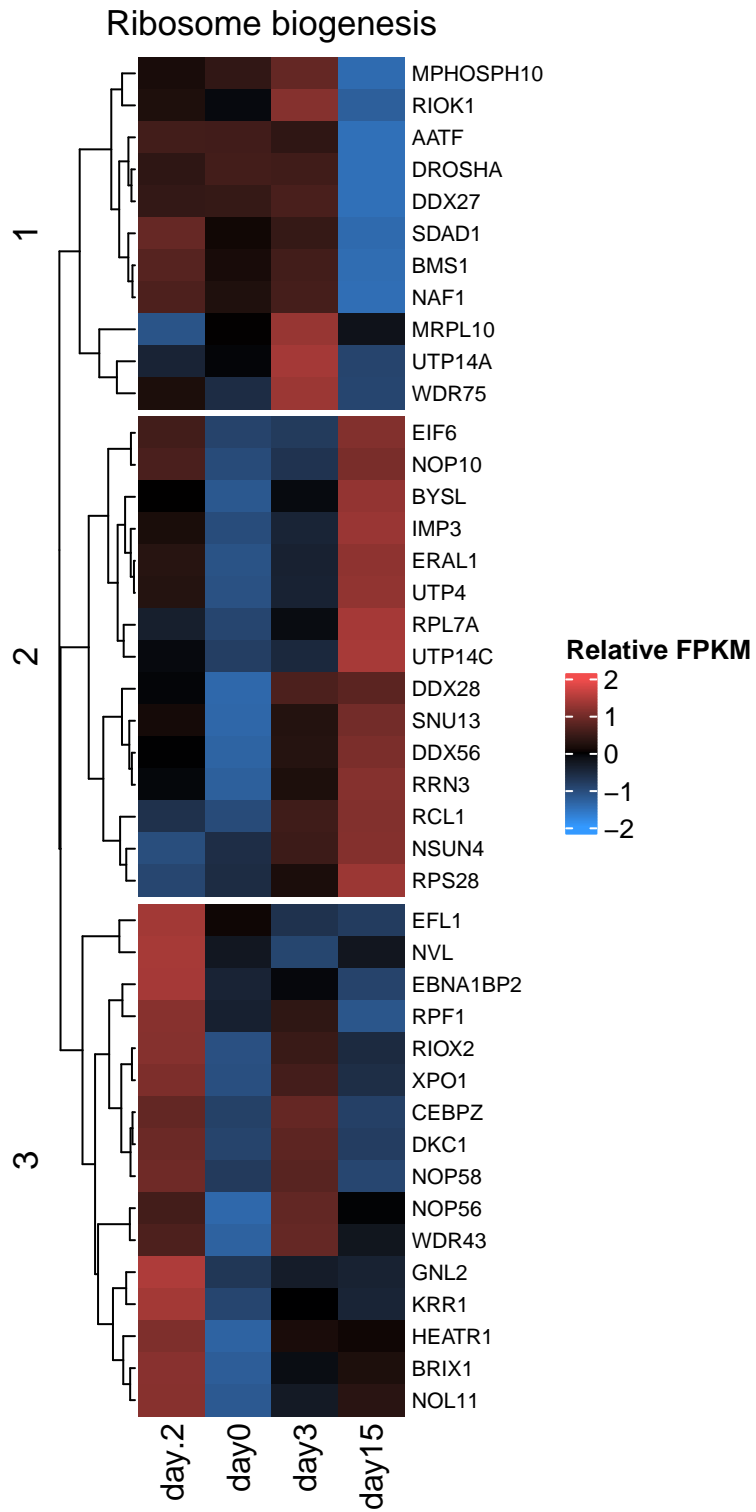 Ribosome biogenesis
1
MPHOSPH10
RIOK1
AATF
DROSHA
DDX27
SDAD1
BMS1
NAF1
MRPL10
UTP14A
WDR75
2
EIF6
NOP10
BYSL
IMP3
ERAL1
UTP4
RPL7A
UTP14C
DDX28
SNU13
DDX56
RRN3
RCL1
NSUN4
RPS28
3
EFL1
NVL
EBNA1BP2
RPF1
RIOX2
XPO1
CEBPZ
DKC1
NOP58
NOP56
WDR43
GNL2
KRR1
HEATR1
BRIX1
NOL11
day.2 day0 day3 day15
Relative FPKM
2
1
0
−1
−2